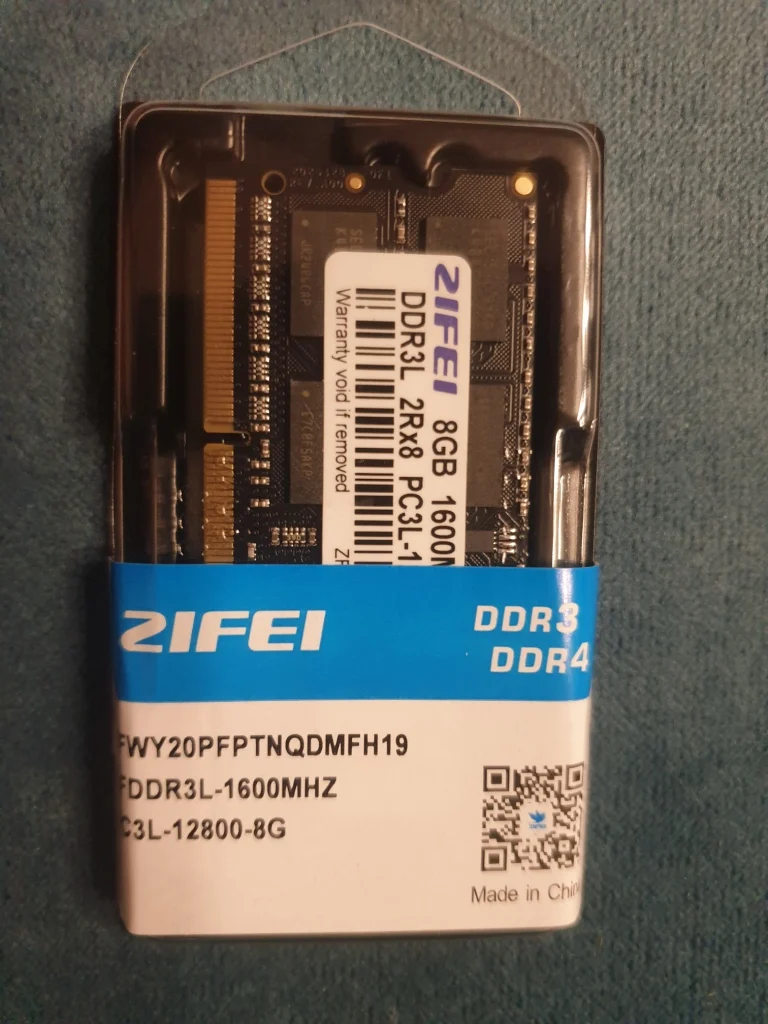 ZIFEI 8GB 1600M
DDR3L 2Rx8 PC3L-1
Warranty void if removed
ZF
ZIFEI
DDR3
DDR4
FWY20PFPTNQDMFH19
FDDR3L-1600MHZ
C3L-12800-8G
Made in Chin